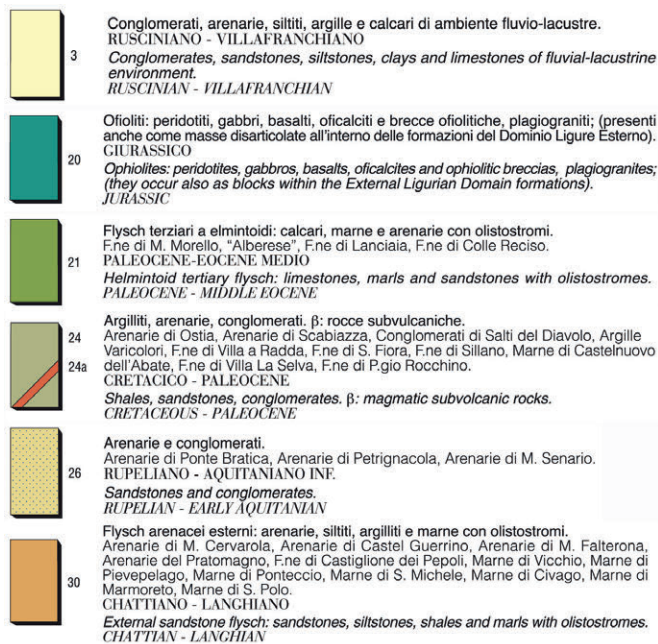 3
Conglomerati, arenarie, siltiti, argille e calcari di ambiente fluvio-lacustre.
RUSCINIANO - VILLAFRANCHIANO
Conglomerates, sandstones, siltstones, clays and limestones of fluvial-lacustrine
environment.
RUSCINIAN - VILLAFRANCHIAN
20
Ofioliti: peridotiti, gabbri, basalti, oficalciti e brecce ofiolitiche, plagiograniti; (presenti
anche come masse disarticolate all'interno delle formazioni del Dominio Ligure Esterno).
GIURASSICO
Ophiolites: peridotites, gabbros, basalts, oficalcites and ophiolitic breccias, plagiogranites;
(they occur also as blocks within the External Ligurian Domain formations).
JURASSIC
21
Flysch terziari a elmintoidi: calcari, marne e arenarie con olistostromi.
F.ne di M. Morello, "Alberese", F.ne di Lanciaia, F.ne di Colle Reciso.
PALEOCENE-EOCENE MEDIO
Helmintoid tertiary flysch: limestones, marls and sandstones with olistostromes.
PALEOCENE - MIDDLE EOCENE
24
24a
Argilliti, arenarie, conglomerati. β: rocce subvulcaniche.
Arenarie di Ostia, Arenarie di Scabiazza, Conglomerati di Salti del Diavolo, Argille
Varicolori, F.ne di Villa a Radda, F.ne di S. Fiora, F.ne di Sillano, Marne di Castelnuovo
dell'Abate, F.ne di Villa La Selva, F.ne di P.gio Rocchino.
CRETACICO - PALEOCENE
Shales, sandstones, conglomerates. β: magmatic subvolcanic rocks.
CRETACEOUS - PALEOCENE
26
Arenarie e conglomerati.
Arenarie di Ponte Bratica, Arenarie di Petrignacola, Arenarie di M. Senario.
RUPELIANO - AQUITANIANO INF.
Sandstones and conglomerates.
RUPELIAN - EARLY AQUITANIAN
30
Flysch arenacei esterni: arenarie, siltiti, argilliti e marne con olistostromi.
Arenarie di M. Cervarola, Arenarie di Castel Guerrino, Arenarie di M. Falterona,
Arenarie del Pratomagno, F.ne di Castiglione dei Pepoli, Marne di Vicchio, Marne di
Pievepelago, Marne di Ponteccio, Marne di S. Michele, Marne di Civago, Marne di
Marmoreto, Marne di S. Polo.
CHATTIANO - LANGHIANO
External sandstone flysch: sandstones, siltstones, shales and marls with olistostromes.
CHATTIAN - LANGHIAN